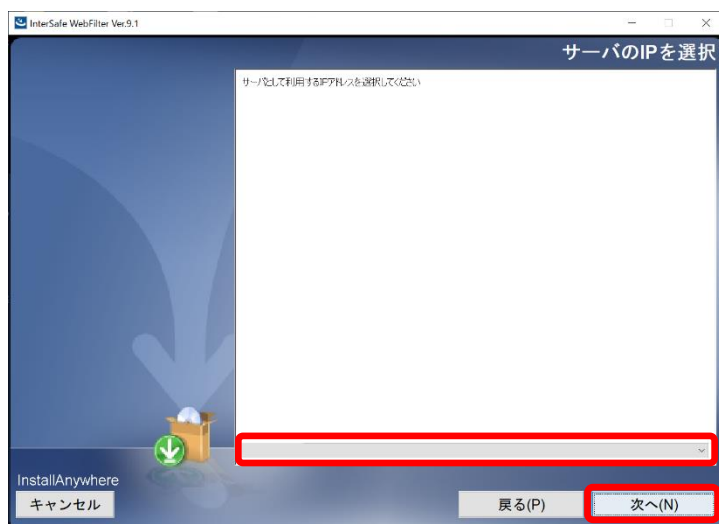 InterSafe WebFilter Ver.9.1
サーバのIPを選択
サーバとして利用するIPアドレスを選択してください
InstallAnywhere
キャンセル
戻る(P)
次へ(N)